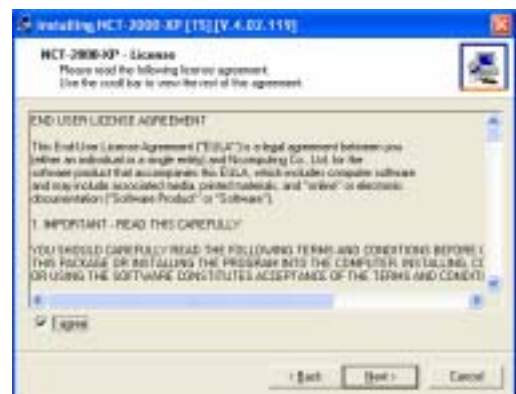 Installing NCT-2000-XP [TS] [V.4.02.119]
NCT-2000-XP - License
Please read the following license agreement.
Use the scroll bar to view the rest of the agreement.
END USER LICENSE AGREEMENT
This End User License Agreement ("EULA") is a legal agreement between you
(either an individual or a single entity) and Ncomputing Co., Ltd. for the
software product that accompanies this EULA, which includes computer software
and may include associated media, printed materials, and "online" or electronic
documentation ("Software Product" or "Software").
1. IMPORTANT - READ THIS CAREFULLY:
YOU SHOULD CAREFULLY READ THE FOLLOWING TERMS AND CONDITIONS BEFORE
THIS PACKAGE OR INSTALLING THE PROGRAM INTO THE COMPUTER. INSTALLING,
OR USING THE SOFTWARE CONSTITUTES ACCEPTANCE OF THE TERMS AND CONDITI
I agree
< Back
Next >
Cancel